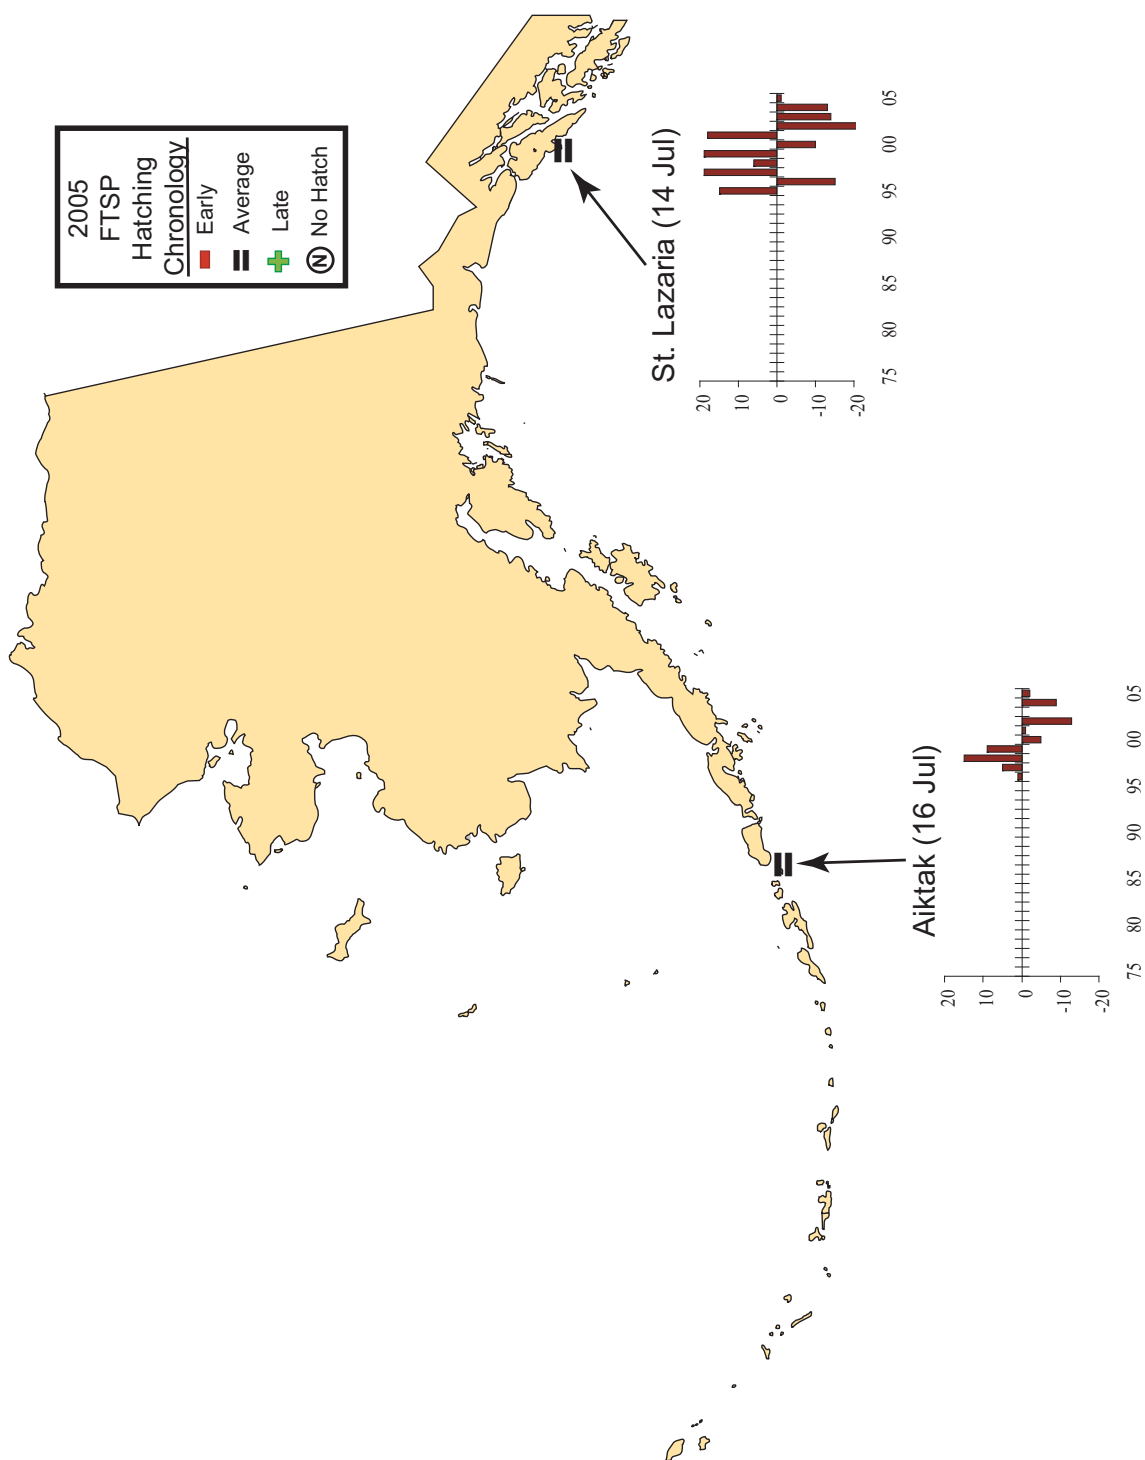 2005
FTSP
Hatching
Chronology
Early
Average
Late
N No Hatch
St. Lazaria (14 Jul)
20
10
0
-10
-20
75 80 85 90 95 00 05
Aiktak (16 Jul)
20
10
0
-10
-20
75 80 85 90 95 00 05